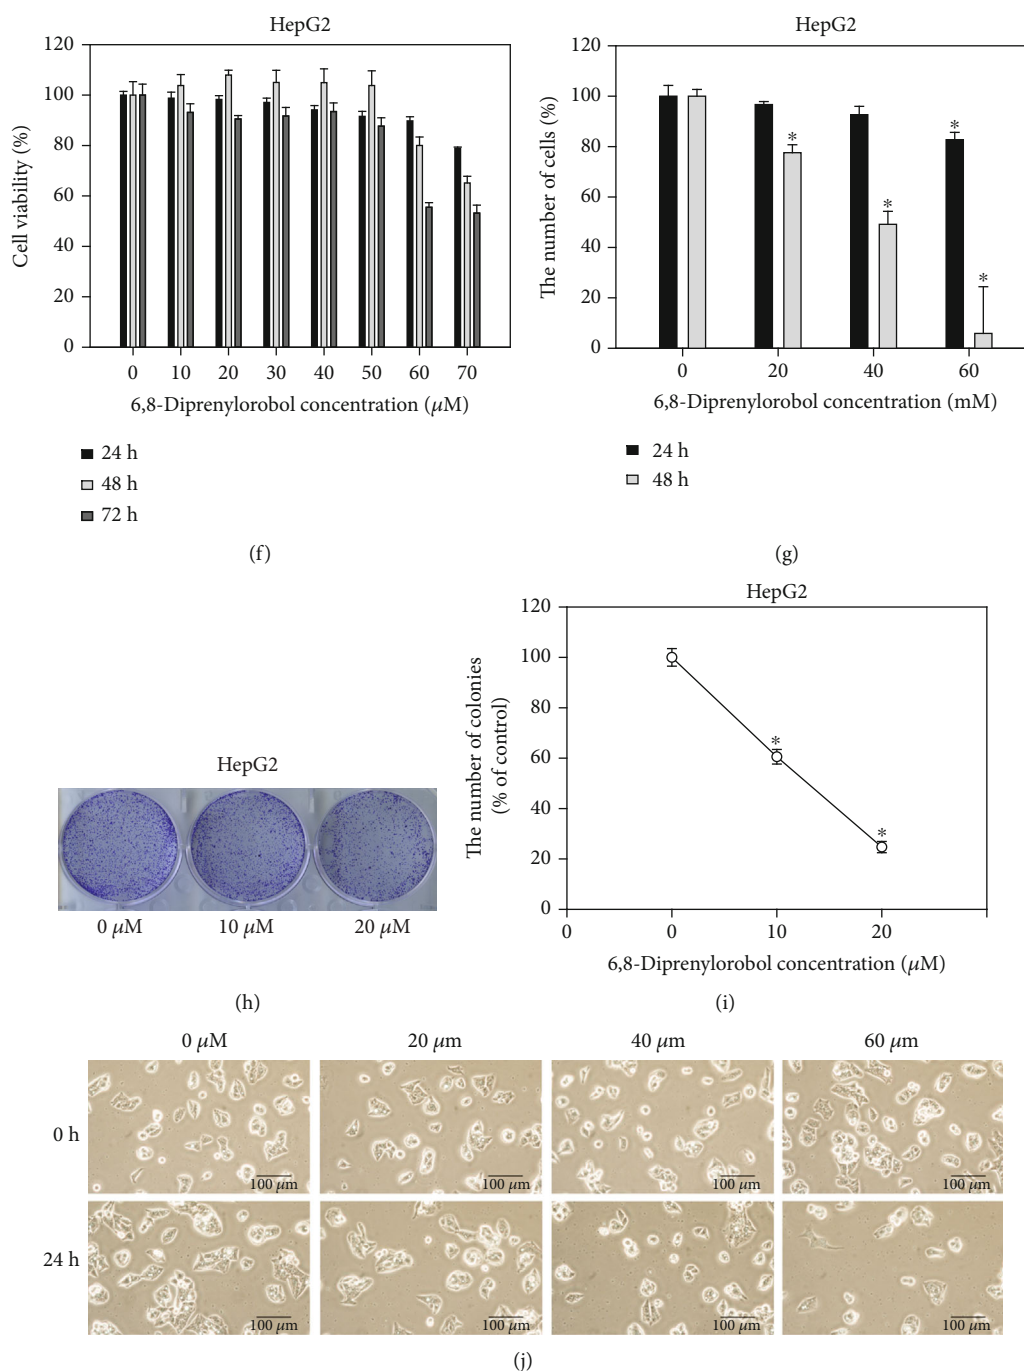 HepG2
120
100
80
60
40
20
0
Cell viability (%)
0 10 20 30 40 50 60 70
6,8-Diprenylorobol concentration (μM)
24 h
48 h
72 h
(f)
HepG2
120
100
80
60
40
20
0
The number of cells (%)
* * * *
0 20 40 60
6,8-Diprenylorobol concentration (mM)
24 h
48 h
(g)
HepG2
0 μM 10 μM 20 μM
(h)
HepG2
120
100
80
60
40
20
0
The number of colonies
(% of control)
* *
0 0 10 20
6,8-Diprenylorobol concentration (μM)
(i)
0 μM 20 μm 40 μm 60 μm
0 h
100 μm 100 μm 100 μm 100 μm
24 h
100 μm 100 μm 100 μm 100 μm
(j)